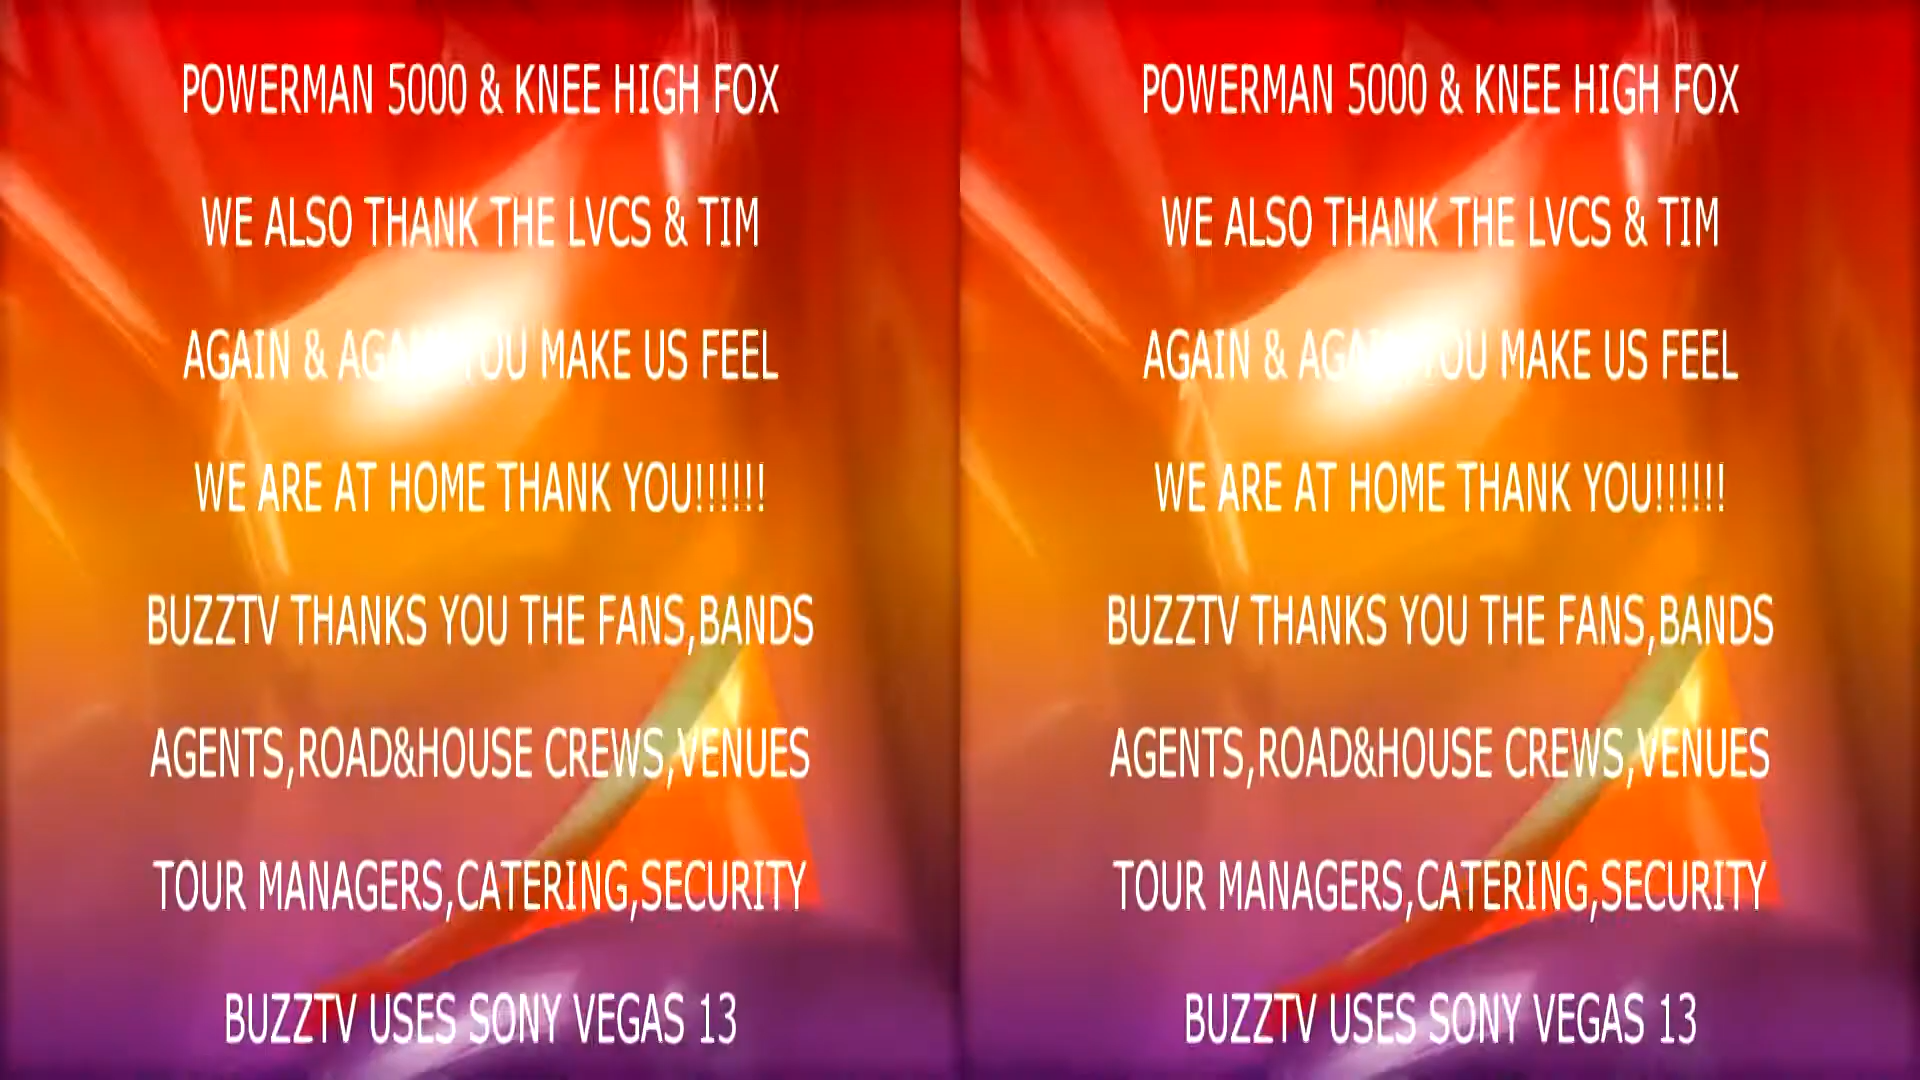 POWERMAN 5000 & KNEE HIGH FOX
WE ALSO THANK THE LVCS & TIM
AGAIN & AGAIN YOU MAKE US FEEL
WE ARE AT HOME THANK YOU!!!!!!
BUZZTV THANKS YOU THE FANS,BANDS
AGENTS,ROAD&HOUSE CREWS,VENUES
TOUR MANAGERS,CATERING,SECURITY
BUZZTV USES SONY VEGAS 13
POWERMAN 5000 & KNEE HIGH FOX
WE ALSO THANK THE LVCS & TIM
AGAIN & AGAIN YOU MAKE US FEEL
WE ARE AT HOME THANK YOU!!!!!!
BUZZTV THANKS YOU THE FANS,BANDS
AGENTS,ROAD&HOUSE CREWS,VENUES
TOUR MANAGERS,CATERING,SECURITY
BUZZTV USES SONY VEGAS 13